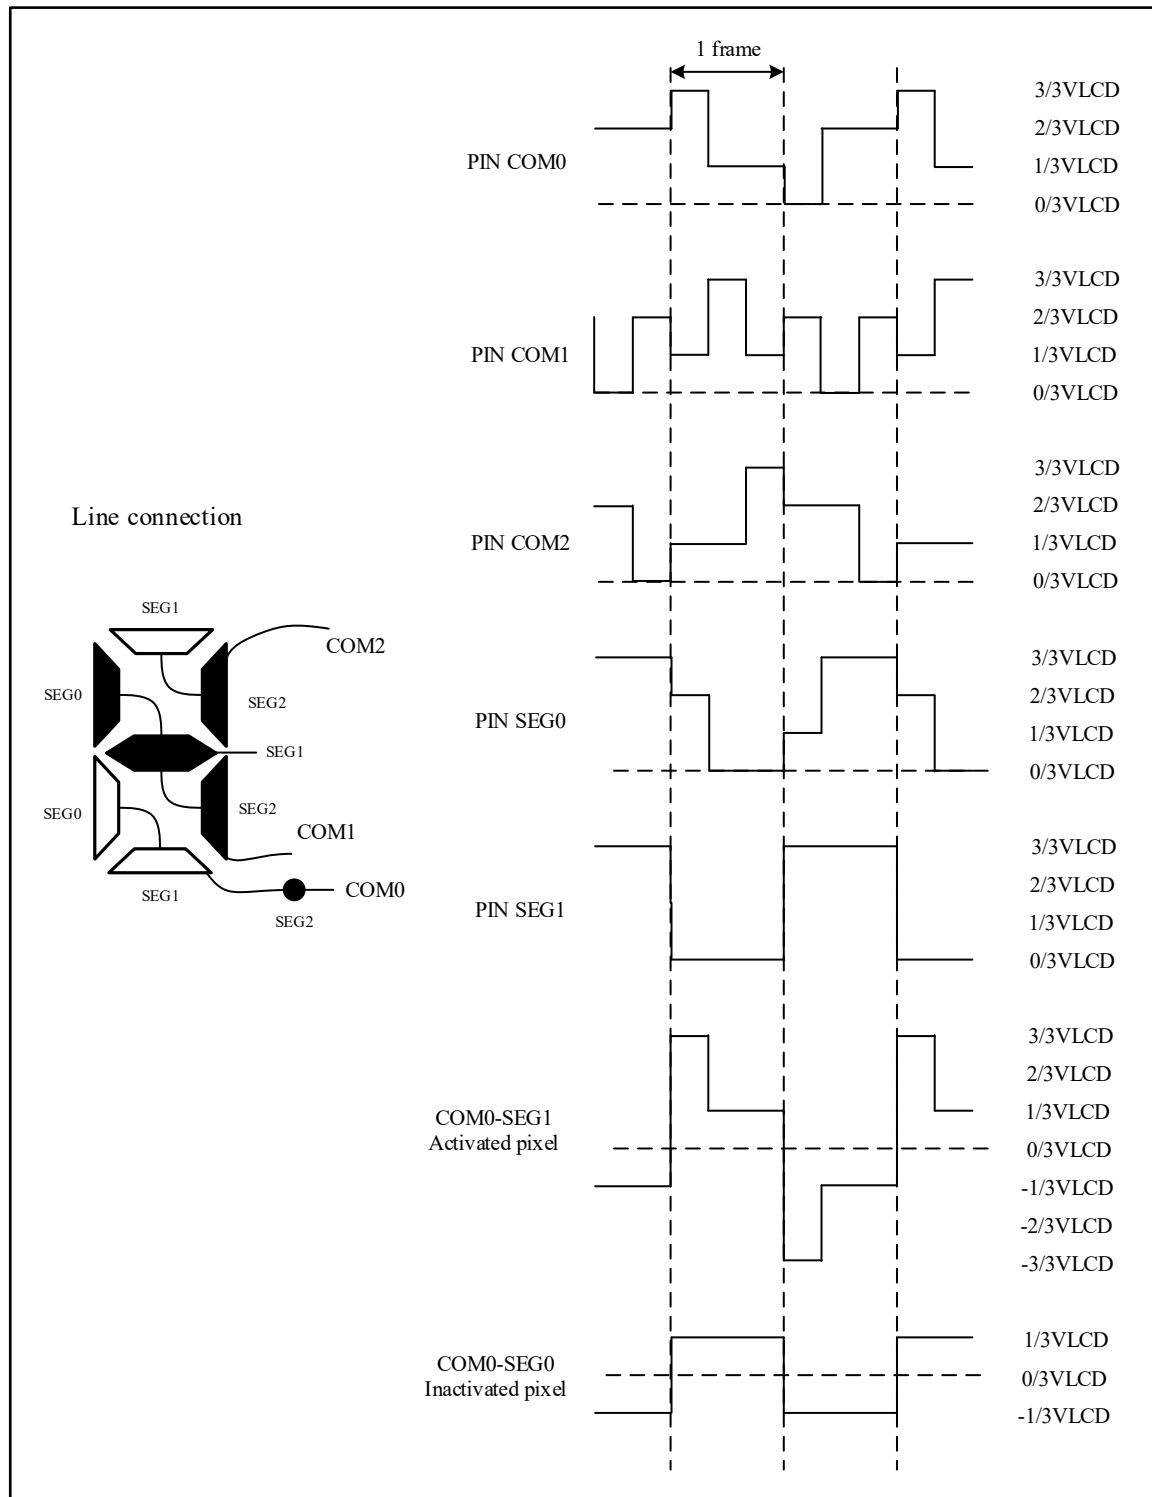 1 frame
PIN COM0
3/3VLCD
2/3VLCD
1/3VLCD
0/3VLCD
PIN COM1
3/3VLCD
2/3VLCD
1/3VLCD
0/3VLCD
PIN COM2
3/3VLCD
2/3VLCD
1/3VLCD
0/3VLCD
Line connection
SEG1
COM2
SEG0
SEG2
SEG1
SEG0
SEG2
COM1
SEG1
COM0
SEG2
PIN SEG0
3/3VLCD
2/3VLCD
1/3VLCD
0/3VLCD
PIN SEG1
3/3VLCD
2/3VLCD
1/3VLCD
0/3VLCD
COM0-SEG1
Activated pixel
3/3VLCD
2/3VLCD
1/3VLCD
0/3VLCD
-1/3VLCD
-2/3VLCD
-3/3VLCD
COM0-SEG0
Inactivated pixel
1/3VLCD
0/3VLCD
-1/3VLCD